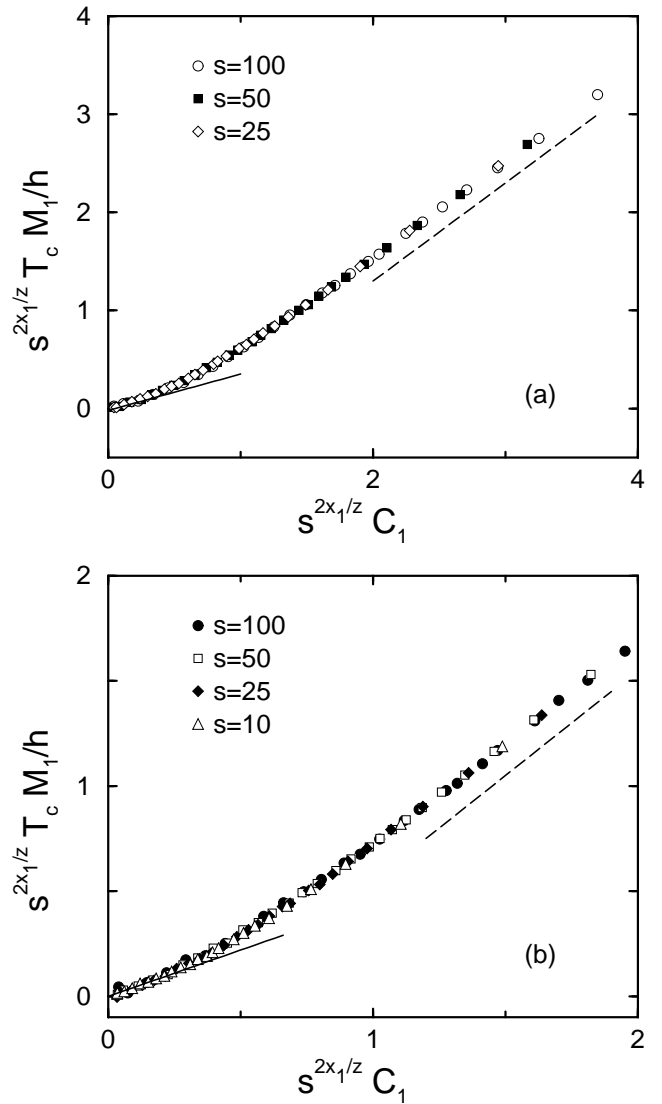 4
3
2
1
0
s^{2x_1/z} T_c M_1/h
○ s=100
■ s=50
◇ s=25
(a)
0 2 4
s^{2x_1/z} C_1
2
1
0
s^{2x_1/z} T_c M_1/h
● s=100
□ s=50
◆ s=25
△ s=10
(b)
0 1 2
s^{2x_1/z} C_1